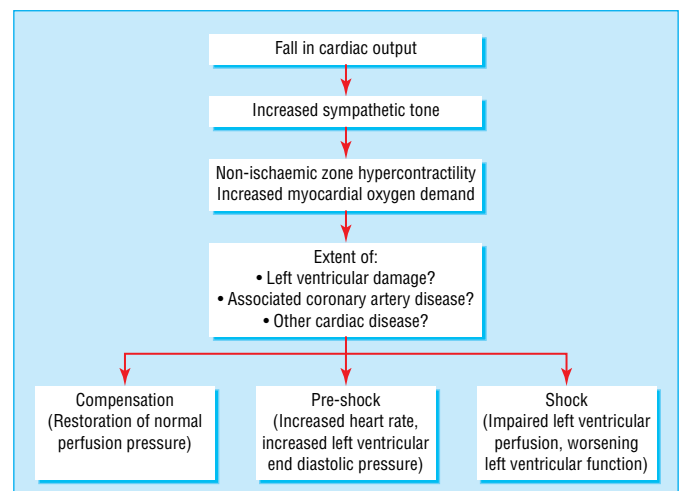 Fall in cardiac output
Increased sympathetic tone
Non-ischaemic zone hypercontractility
Increased myocardial oxygen demand
Extent of:
• Left ventricular damage?
• Associated coronary artery disease?
• Other cardiac disease?
Compensation
(Restoration of normal
perfusion pressure)
Pre-shock
(Increased heart rate,
increased left ventricular
end diastolic pressure)
Shock
(Impaired left ventricular
perfusion, worsening
left ventricular function)